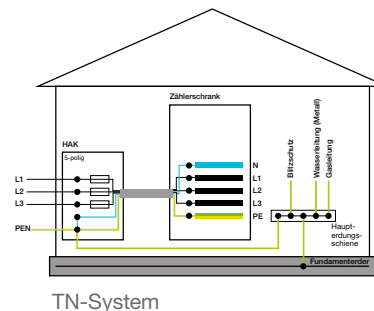 Zählerschrank
HAK
5-polig
L1
L2
L3
PEN
N
L1
L2
L3
PE
Blitzschutz
Wasserleitung (Metall)
Gasleitung
Haupt-
erdungs-
schiene
Fundamenterder
TN-System